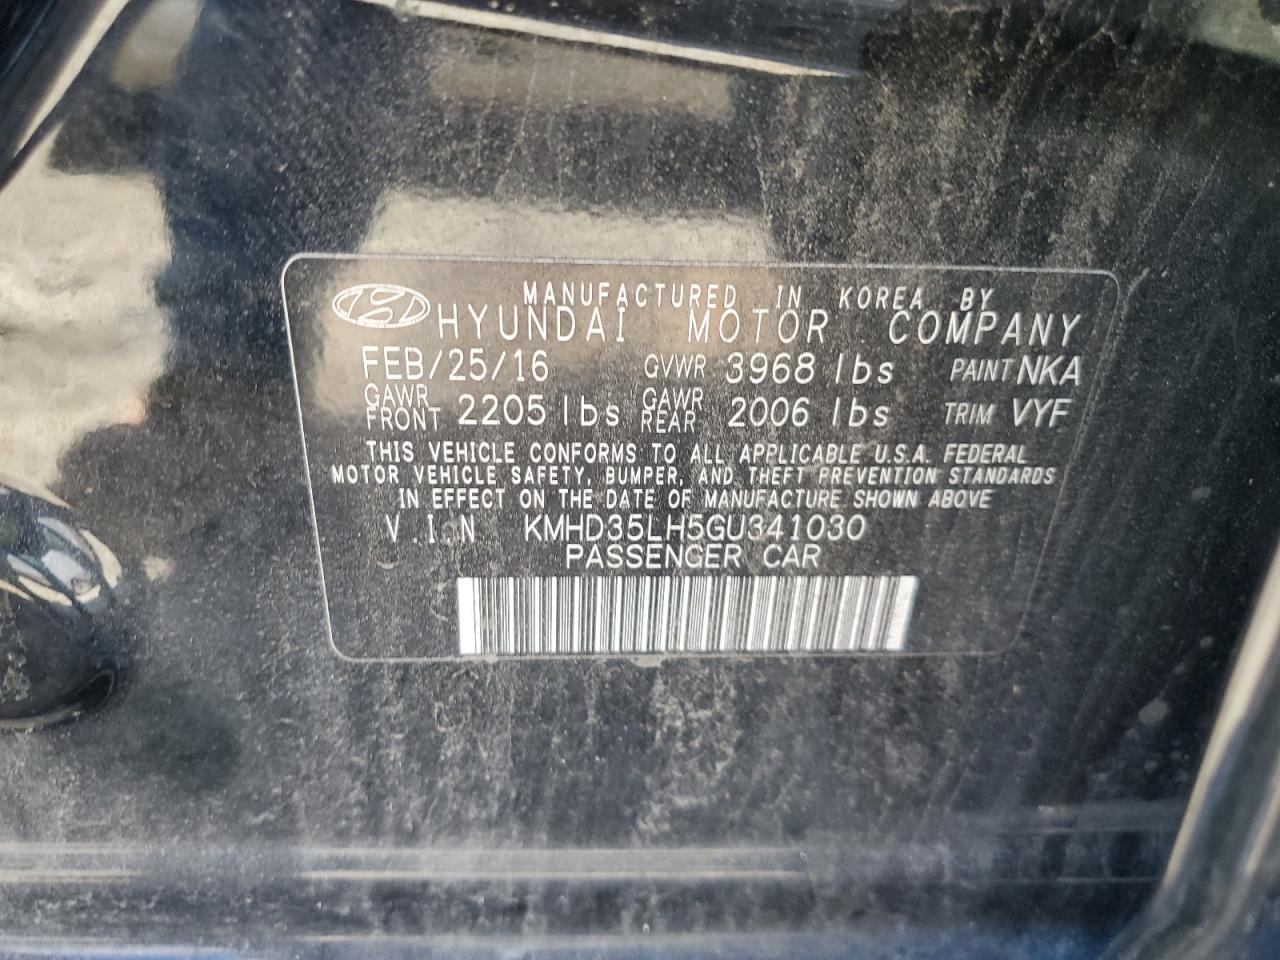 MANUFACTURED IN KOREA BY
HYUNDAI MOTOR COMPANY
FEB/25/16 GVWR 3968 lbs PAINT NKA
GAWR FRONT 2205 lbs GAWR REAR 2006 lbs TRIM VYF
THIS VEHICLE CONFORMS TO ALL APPLICABLE U.S.A. FEDERAL
MOTOR VEHICLE SAFETY, BUMPER, AND THEFT PREVENTION STANDARDS
IN EFFECT ON THE DATE OF MANUFACTURE SHOWN ABOVE
V.I.N KMHD35LH5GU341030
PASSENGER CAR